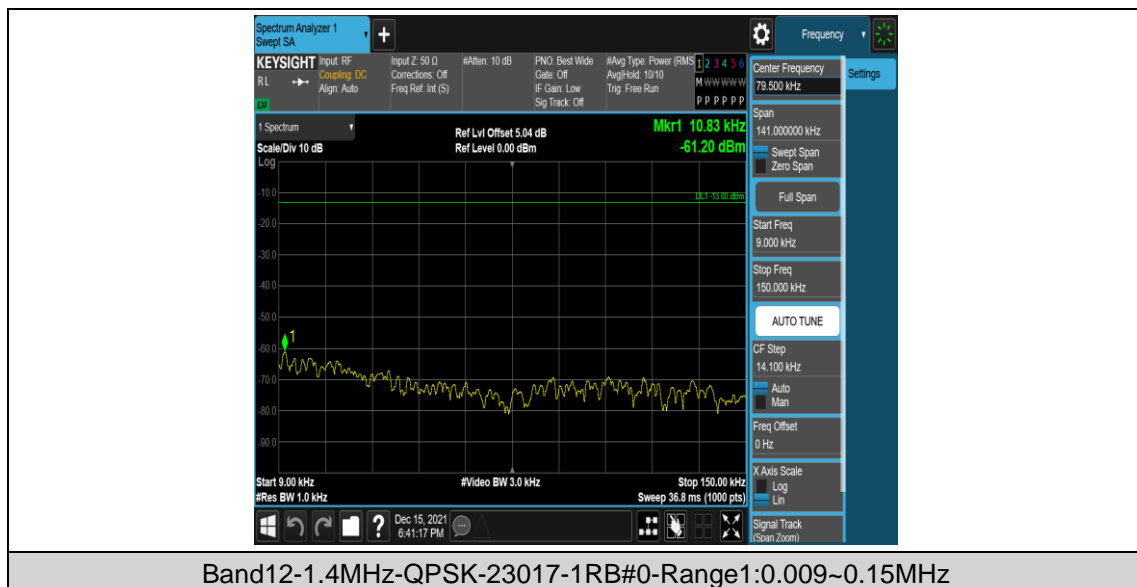 Spectrum Analyzer 1
Swept SA
+
Frequency
KEYSIGHT
RL
LXI
Input: RF
Coupling: DC
Align: Auto
Input Z: 50 Ω
Corrections: Off
Freq Ref: Int (S)
#Atten: 10 dB
PNO: Best Wide
Gate: Off
IF Gain: Low
Sig Track: Off
#Avg Type: Power (RMS
Avg|Hold: 10/10
Trig: Free Run
1 2 3 4 5 6
M W W W W W
P P P P P P
1 Spectrum
Scale/Div 10 dB
Log
Ref Lvl Offset 5.04 dB
Ref Level 0.00 dBm
Mkr1 10.83 kHz
-61.20 dBm
DL1 -13.00 dBm
-10.0
-20.0
-30.0
-40.0
-50.0
1
-60.0
-70.0
-80.0
-90.0
Start 9.00 kHz
#Video BW 3.0 kHz
Stop 150.00 kHz
#Res BW 1.0 kHz
Sweep 36.8 ms (1000 pts)
?
Dec 15, 2021
6:41:17 PM
Center Frequency
79.500 kHz
Settings
Span
141.000000 kHz
Swept Span
Zero Span
Full Span
Start Freq
9.000 kHz
Stop Freq
150.000 kHz
AUTO TUNE
CF Step
14.100 kHz
Auto
Man
Freq Offset
0 Hz
X Axis Scale
Log
Lin
Signal Track
(Span Zoom)
Band12-1.4MHz-QPSK-23017-1RB#0-Range1:0.009~0.15MHz